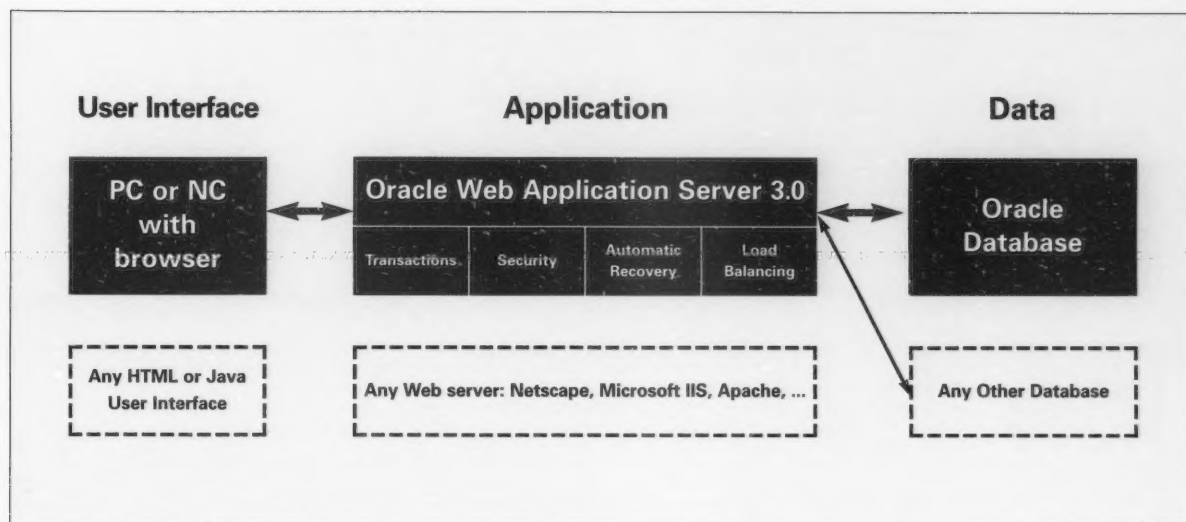 User Interface
Application
Data
PC or NC
with
browser
Oracle Web Application Server 3.0
Transactions
Security
Automatic
Recovery
Load
Balancing
Oracle
Database
Any HTML or Java
User Interface
Any Web server: Netscape, Microsoft IIS, Apache, ...
Any Other Database